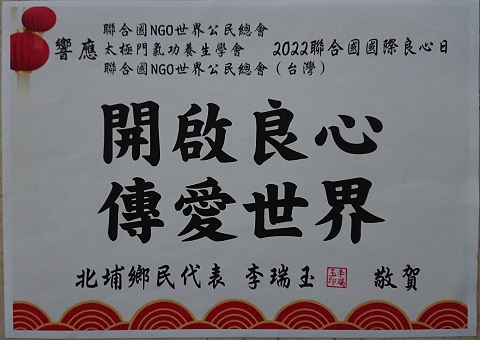 聯合國NGO世界公民總會
響應 太極門氣功養生學會 2022聯合國國際良心日
聯合國NGO世界公民總會(台灣)
開啟良心
傳愛世界
北埔鄉民代表 李瑞玉 敬賀